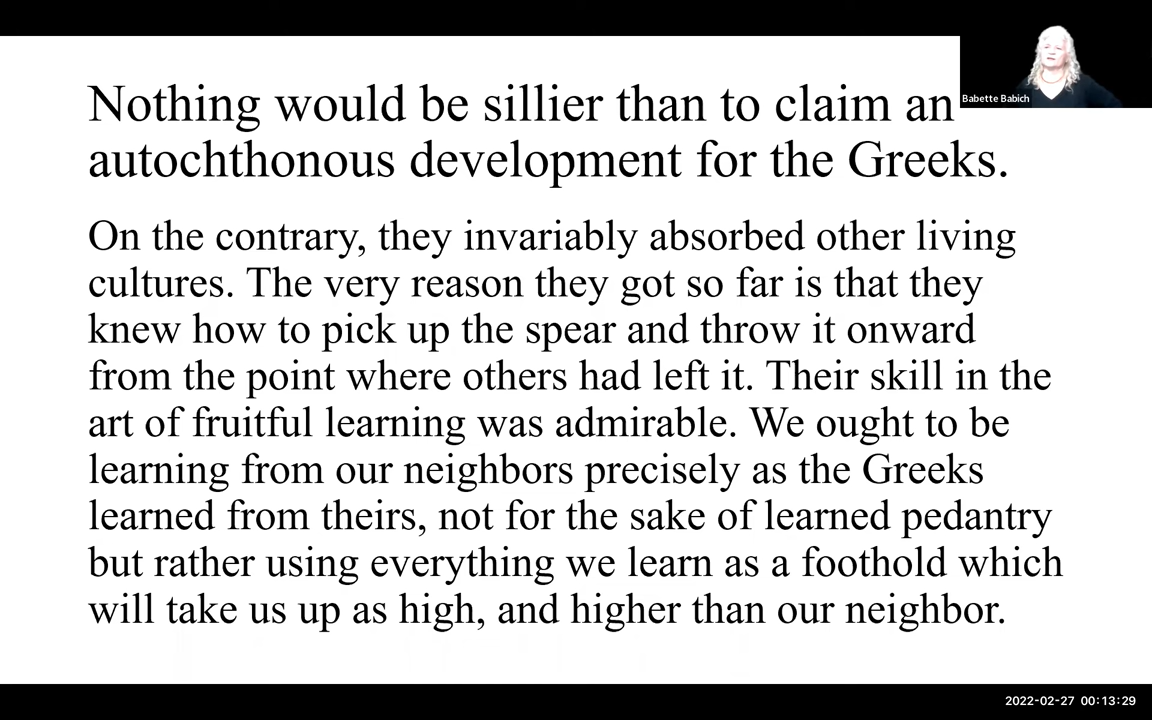 Nothing would be sillier than to claim an
autochthonous development for the Greeks.
Babette Babich
On the contrary, they invariably absorbed other living
cultures. The very reason they got so far is that they
knew how to pick up the spear and throw it onward
from the point where others had left it. Their skill in the
art of fruitful learning was admirable. We ought to be
learning from our neighbors precisely as the Greeks
learned from theirs, not for the sake of learned pedantry
but rather using everything we learn as a foothold which
will take us up as high, and higher than our neighbor.
2022-02-27 00:13:29